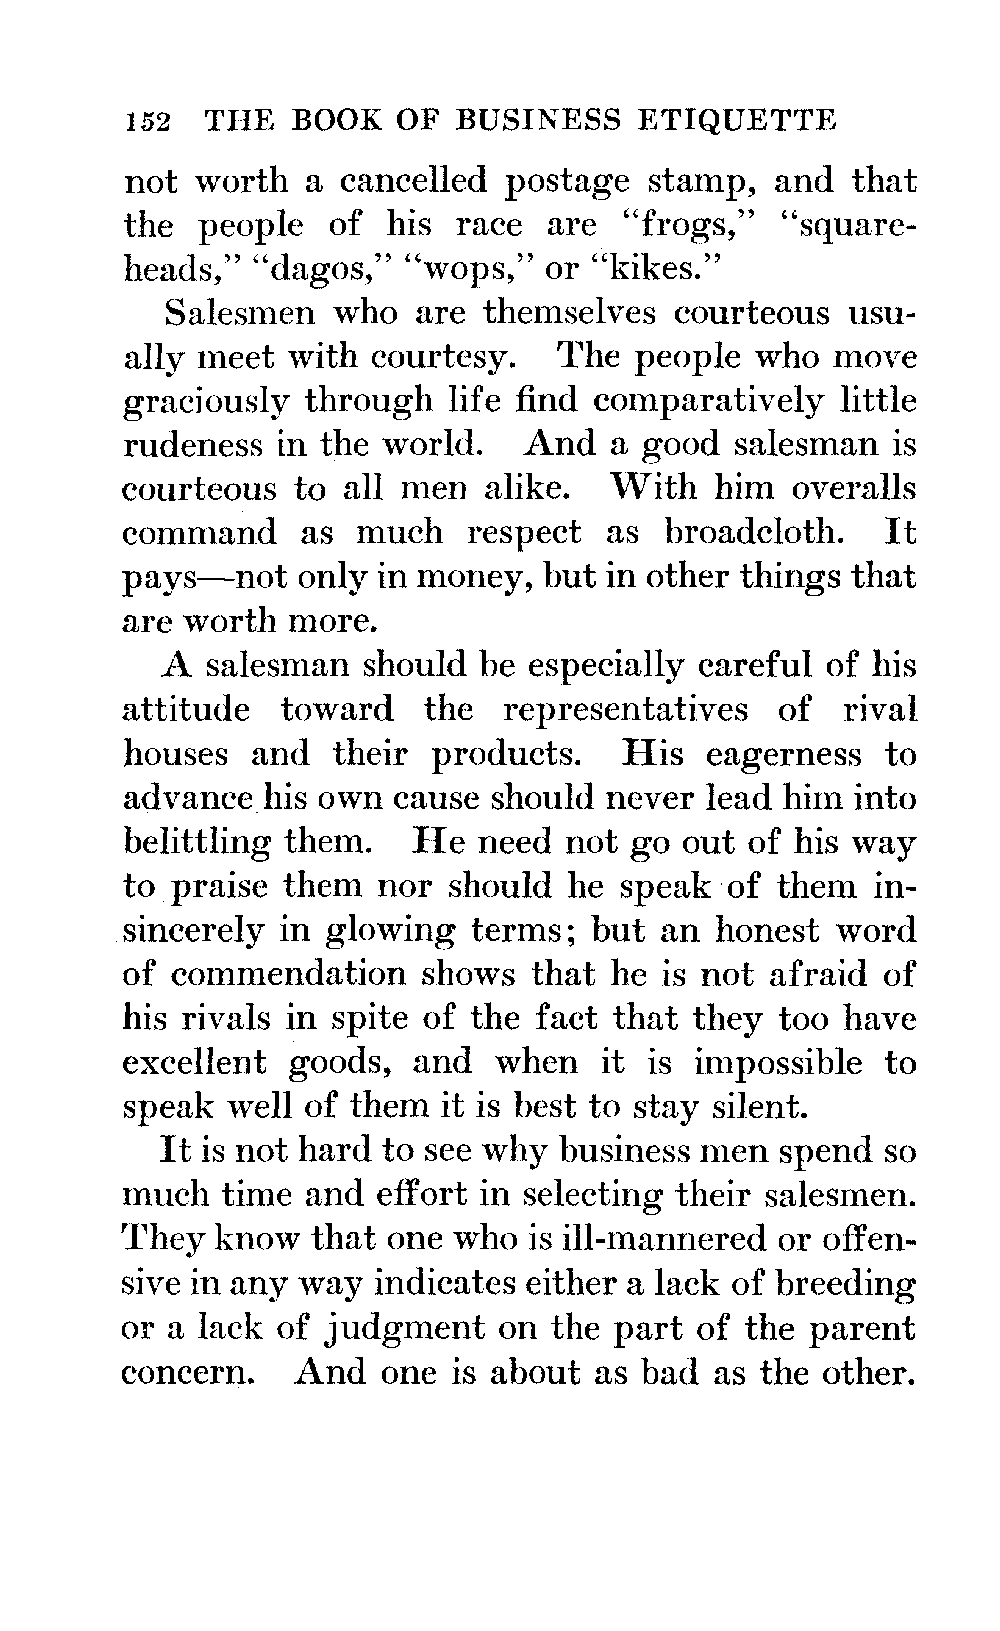 152 THE BOOK OF BUSINESS ETIQUETTE
not worth a cancelled postage stamp, and that
the people of his race are “frogs,” “square-
heads,” “dagos,” “wops,” or “kikes.”
Salesmen who are themselves courteous usu-
ally meet with courtesy. The people who move
graciously through life find comparatively little
rudeness in the world. And a good salesman is
courteous to all men alike. With him overalls
command as much respect as broadcloth. It
pays—not only in money, but in other things that
are worth more.
A salesman should be especially careful of his
attitude toward the representatives of rival
houses and their products. His eagerness to
advance his own cause should never lead him into
belittling them. He need not go out of his way
to praise them nor should he speak of them in-
sincerely in glowing terms; but an honest word
of commendation shows that he is not afraid of
his rivals in spite of the fact that they too have
excellent goods, and when it is impossible to
speak well of them it is best to stay silent.
It is not hard to see why business men spend so
much time and effort in selecting their salesmen.
They know that one who is ill-mannered or offen-
sive in any way indicates either a lack of breeding
or a lack of judgment on the part of the parent
concern. And one is about as bad as the other.